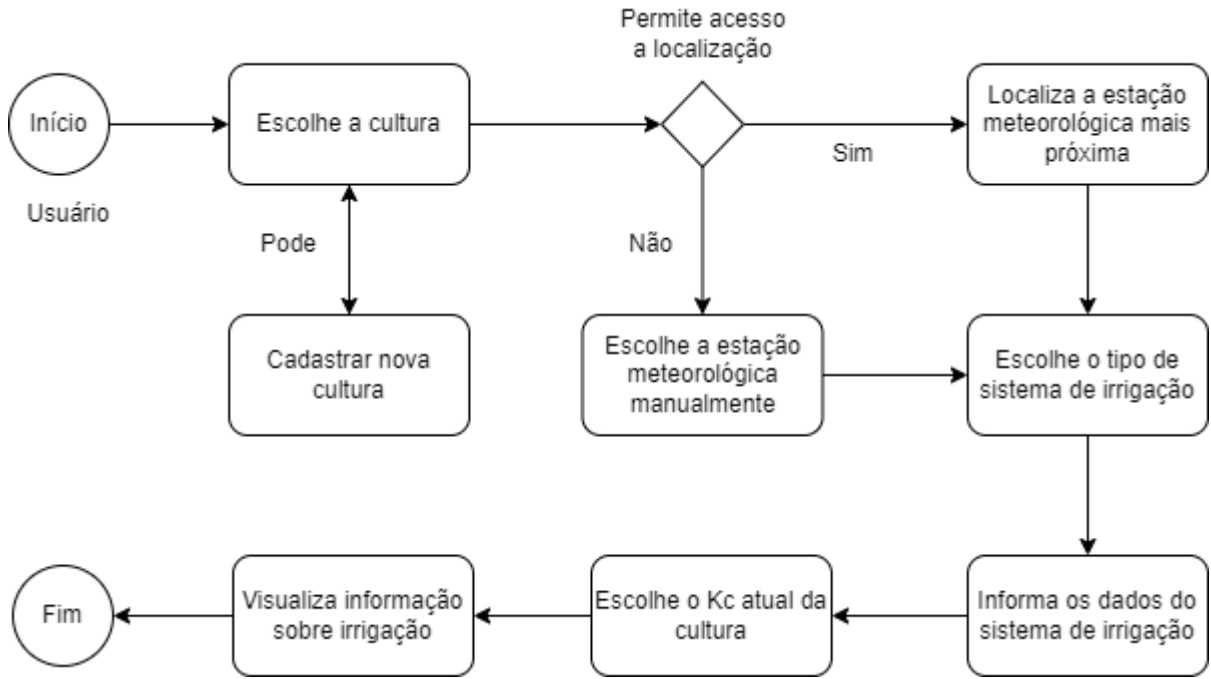 Permite acesso
a localização
Início
Escolhe a cultura
Localiza a estação
meteorológica mais
próxima
Sim
Usuário
Pode
Não
Cadastrar nova
cultura
Escolhe a estação
meteorológica
manualmente
Escolhe o tipo de
sistema de irrigação
Fim
Visualiza informação
sobre irrigação
Escolhe o Kc atual da
cultura
Informa os dados do
sistema de irrigação